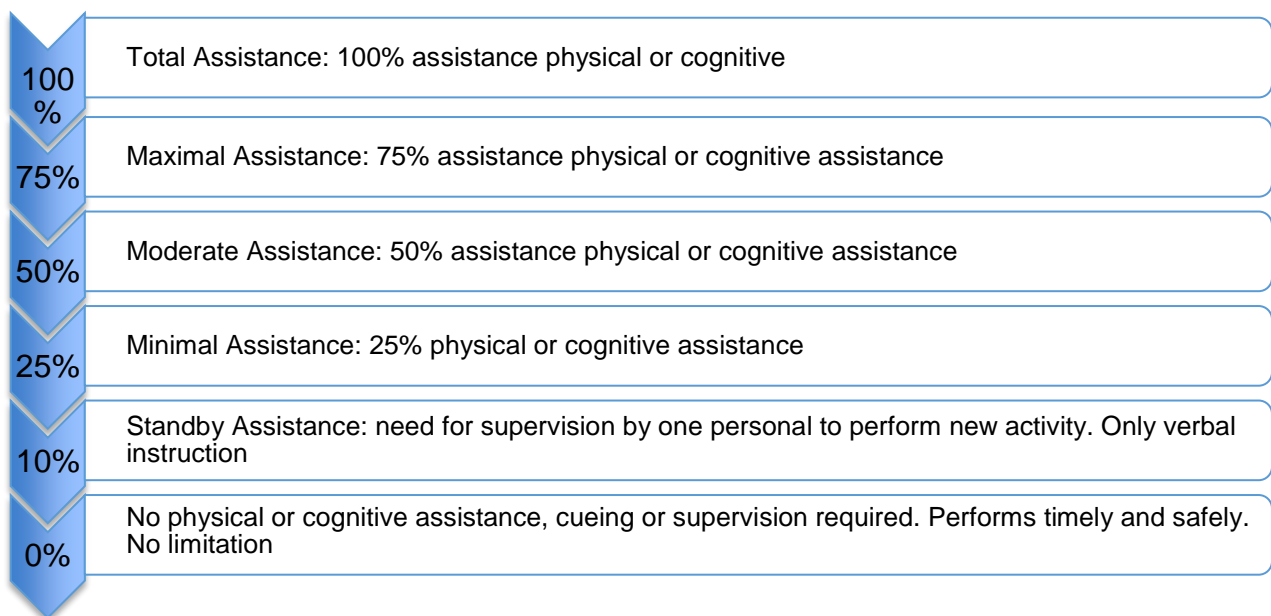 100
%
Total Assistance: 100% assistance physical or cognitive
75%
Maximal Assistance: 75% assistance physical or cognitive assistance
50%
Moderate Assistance: 50% assistance physical or cognitive assistance
25%
Minimal Assistance: 25% physical or cognitive assistance
10%
Standby Assistance: need for supervision by one personal to perform new activity. Only verbal
instruction
0%
No physical or cognitive assistance, cueing or supervision required. Performs timely and safely.
No limitation